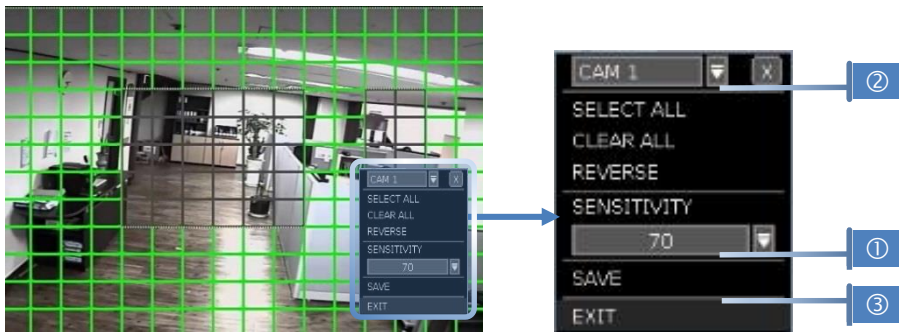 CAM 1 X
SELECT ALL
CLEAR ALL
REVERSE
SENSITIVITY
70
SAVE
EXIT
CAM 1 X
SELECT ALL
CLEAR ALL
REVERSE
SENSITIVITY
70
SAVE
EXIT
②
①
③